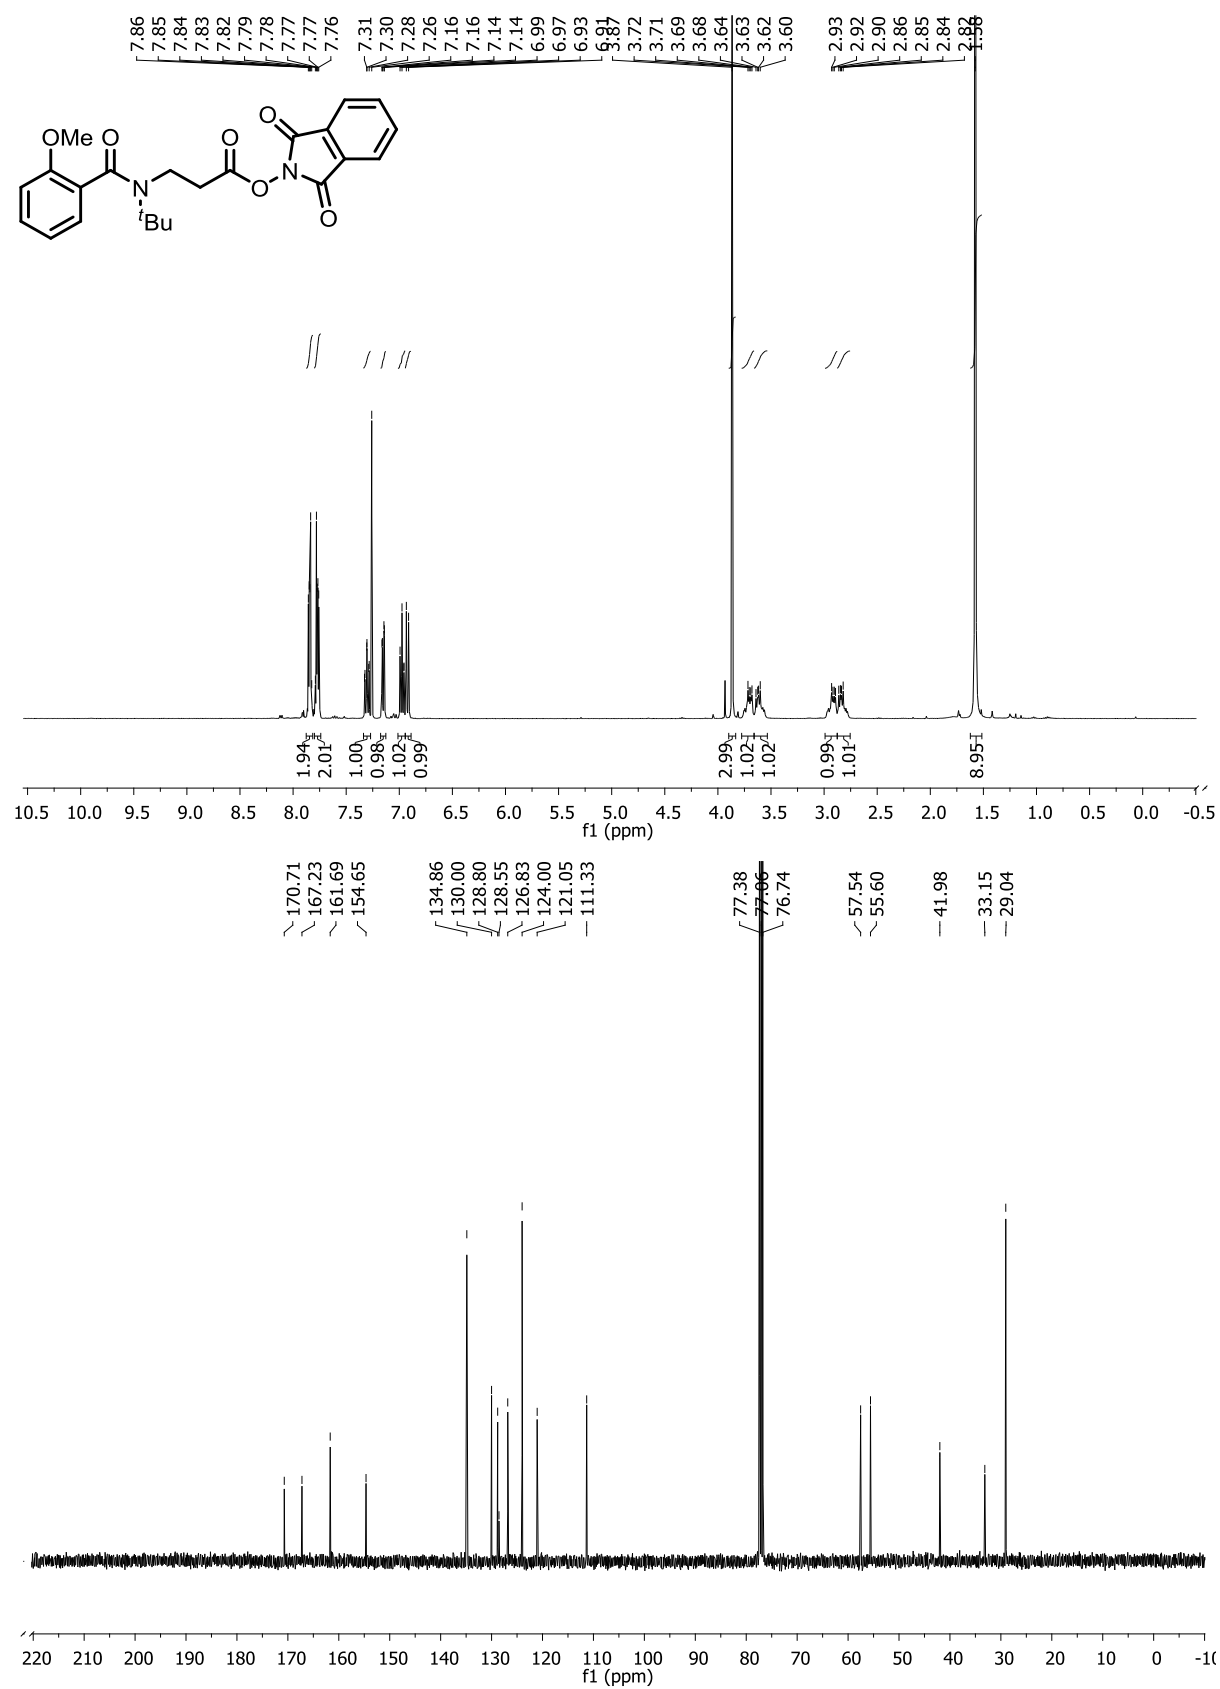 7.86 7.85 7.84 7.83 7.82 7.79 7.78 7.77 7.77 7.76 7.31 7.30 7.28 7.26 7.16 7.16 7.14 7.14 6.99 6.97 6.93 6.91 3.87 3.72 3.71 3.69 3.68 3.64 3.63 3.62 3.60 2.93 2.92 2.90 2.86 2.85 2.84 2.82 1.58
O
OMe O O
N
O N
O
tBu
1.94 2.01 1.00 0.98 1.02 0.99 2.99 1.02 1.02 0.99 1.01 8.95
10.5 10.0 9.5 9.0 8.5 8.0 7.5 7.0 6.5 6.0 5.5 5.0 4.5 4.0 3.5 3.0 2.5 2.0 1.5 1.0 0.5 0.0 -0.5
f1 (ppm)
170.71 167.23 161.69 154.65 134.86 130.00 128.80 128.55 126.83 124.00 121.05 111.33 77.38 77.06 76.74 57.54 55.60 41.98 33.15 29.04
220 210 200 190 180 170 160 150 140 130 120 110 100 90 80 70 60 50 40 30 20 10 0 -10
f1 (ppm)